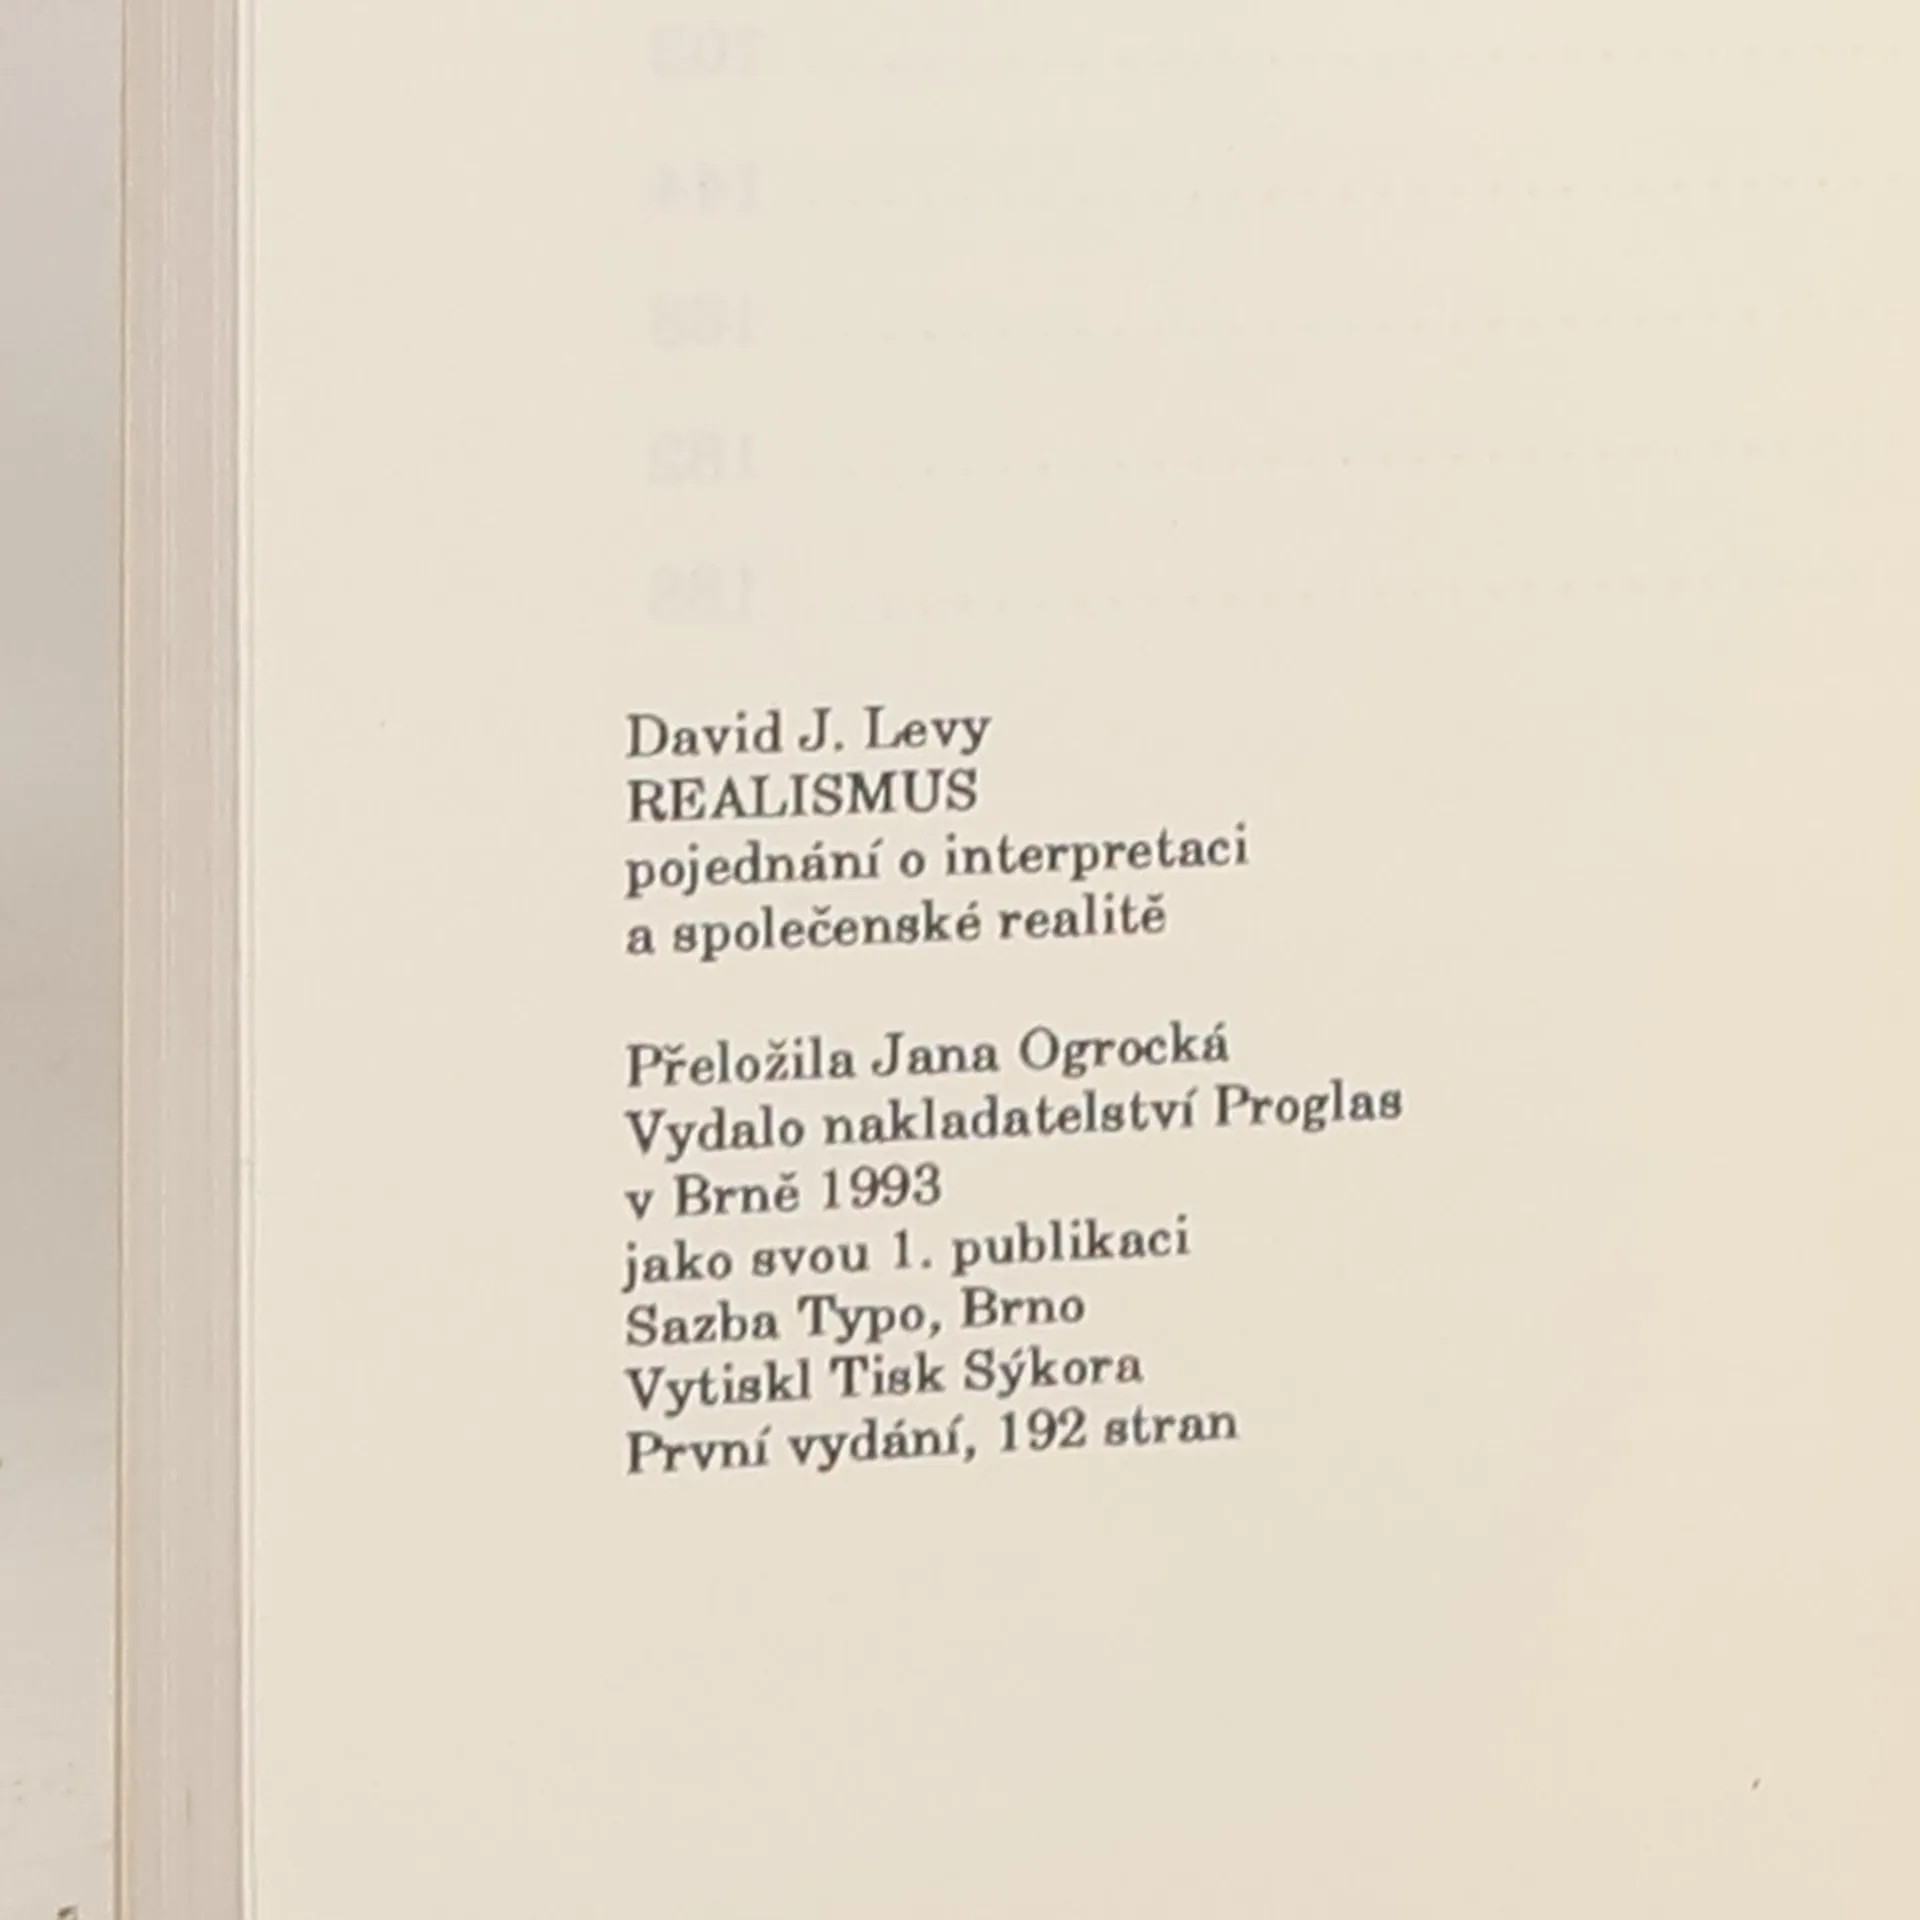 David J. Levy
REALISMUS
pojednání o interpretaci
a společenské realitě
Přeložila Jana Ogrocká
Vydalo nakladatelství Proglas
v Brně 1993
jako svou 1. publikaci
Sazba Typo, Brno
Vytiskl Tisk Sýkora
První vydání, 192 stran